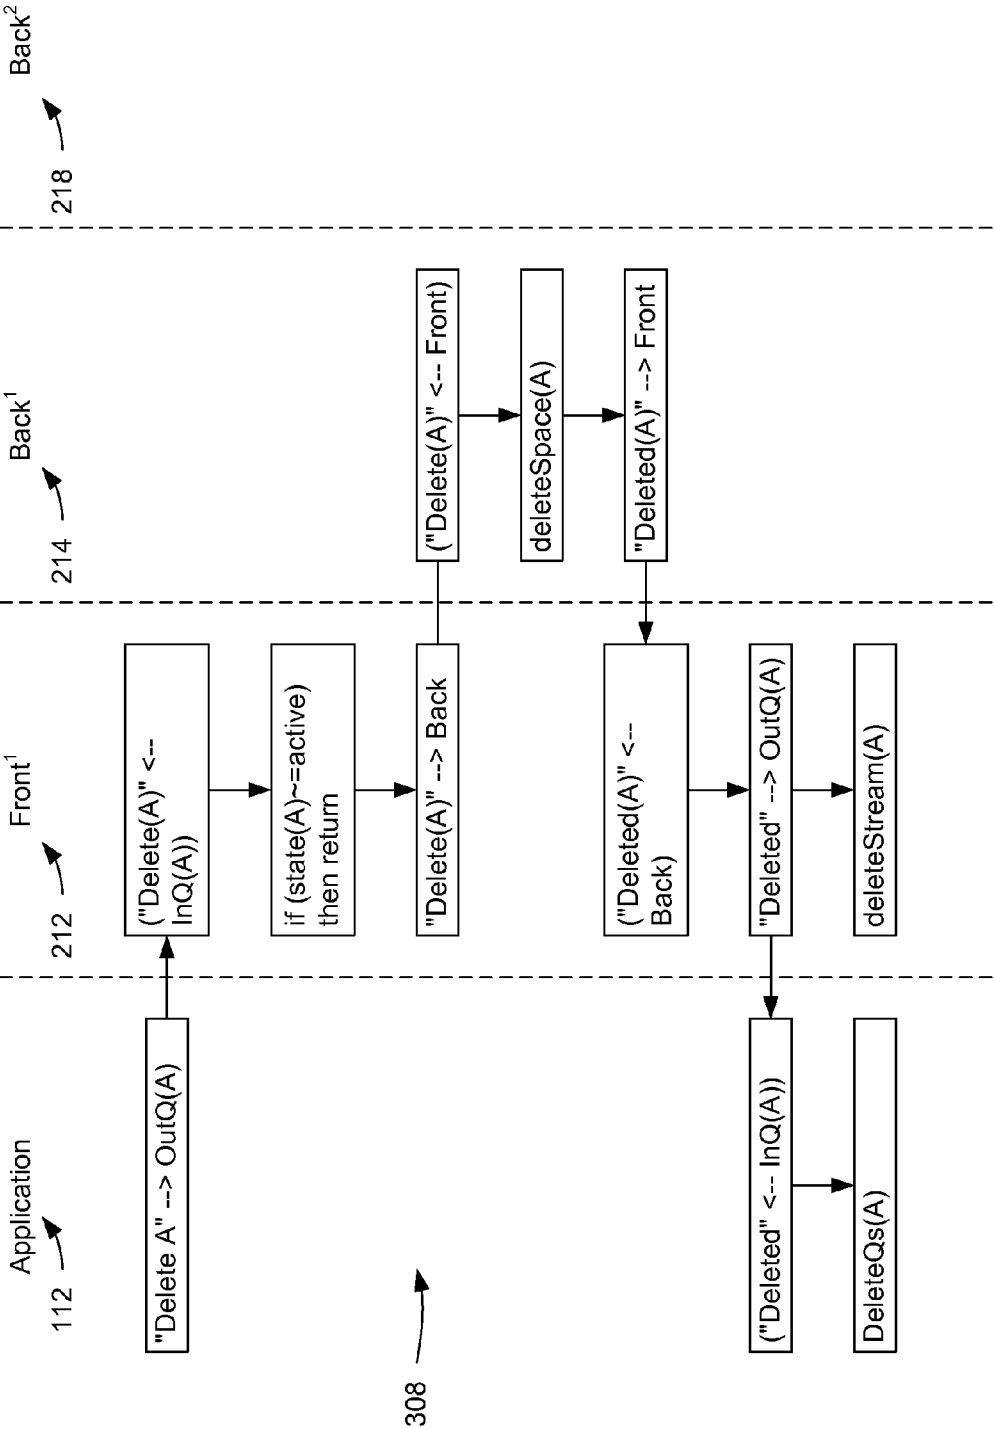 Application
112
Front1
212
Back1
214
Back2
218
"Delete A" --> OutQ(A)
("Delete(A)" <--
InQ(A))
if (state(A)~=active)
then return
"Delete(A)" --> Back
("Delete(A)" <-- Front)
deleteSpace(A)
"Deleted(A)" --> Front
("Deleted(A)" <--
Back)
"Deleted" --> OutQ(A)
deleteStream(A)
("Deleted" <-- InQ(A))
DeleteQs(A)
308